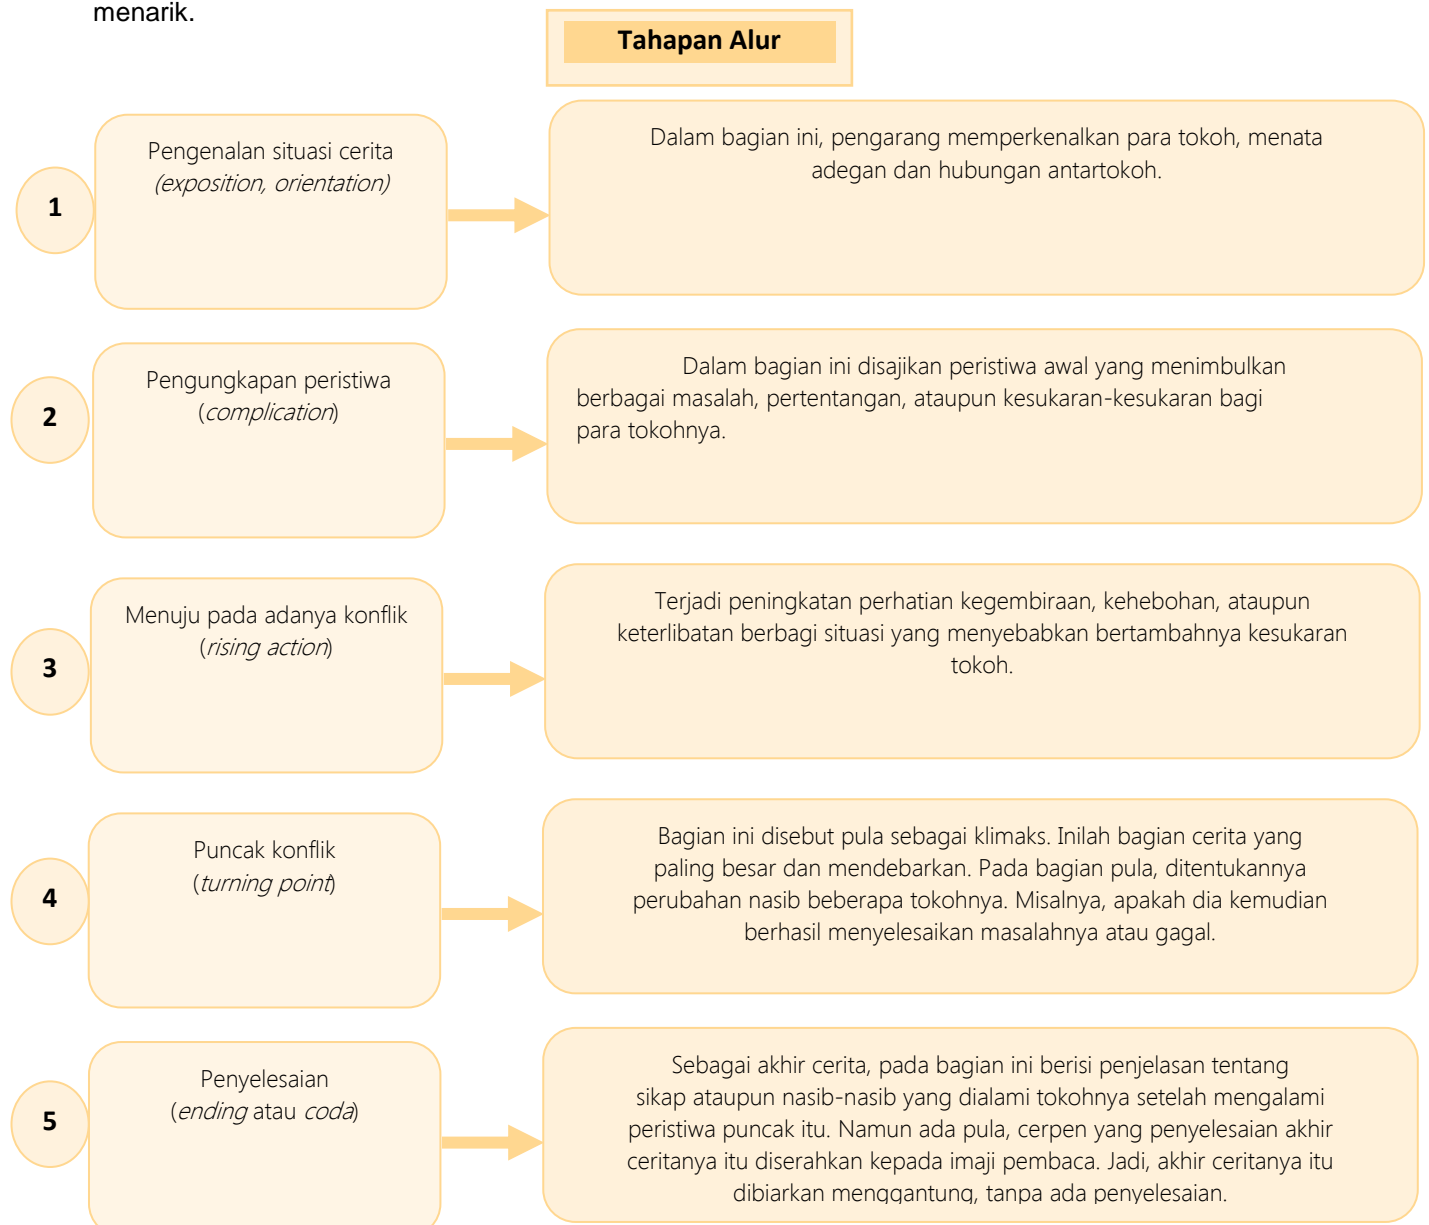 menarik.
Tahapan Alur
1
Pengenalan situasi cerita
(exposition, orientation)
Dalam bagian ini, pengarang memperkenalkan para tokoh, menata
adegan dan hubungan antartokoh.
2
Pengungkapan peristiwa
(complication)
Dalam bagian ini disajikan peristiwa awal yang menimbulkan
berbagai masalah, pertentangan, ataupun kesukaran-kesukaran bagi
para tokohnya.
3
Menuju pada adanya konflik
(rising action)
Terjadi peningkatan perhatian kegembiraan, kehebohan, ataupun
keterlibatan berbagi situasi yang menyebabkan bertambahnya kesukaran
tokoh.
4
Puncak konflik
(turning point)
Bagian ini disebut pula sebagai klimaks. Inilah bagian cerita yang
paling besar dan mendebarkan. Pada bagian pula, ditentukannya
perubahan nasib beberapa tokohnya. Misalnya, apakah dia kemudian
berhasil menyelesaikan masalahnya atau gagal.
5
Penyelesaian
(ending atau coda)
Sebagai akhir cerita, pada bagian ini berisi penjelasan tentang
sikap ataupun nasib-nasib yang dialami tokohnya setelah mengalami
peristiwa puncak itu. Namun ada pula, cerpen yang penyelesaian akhir
ceritanya itu diserahkan kepada imaji pembaca. Jadi, akhir ceritanya itu
dibiarkan menggantung, tanpa ada penyelesaian.